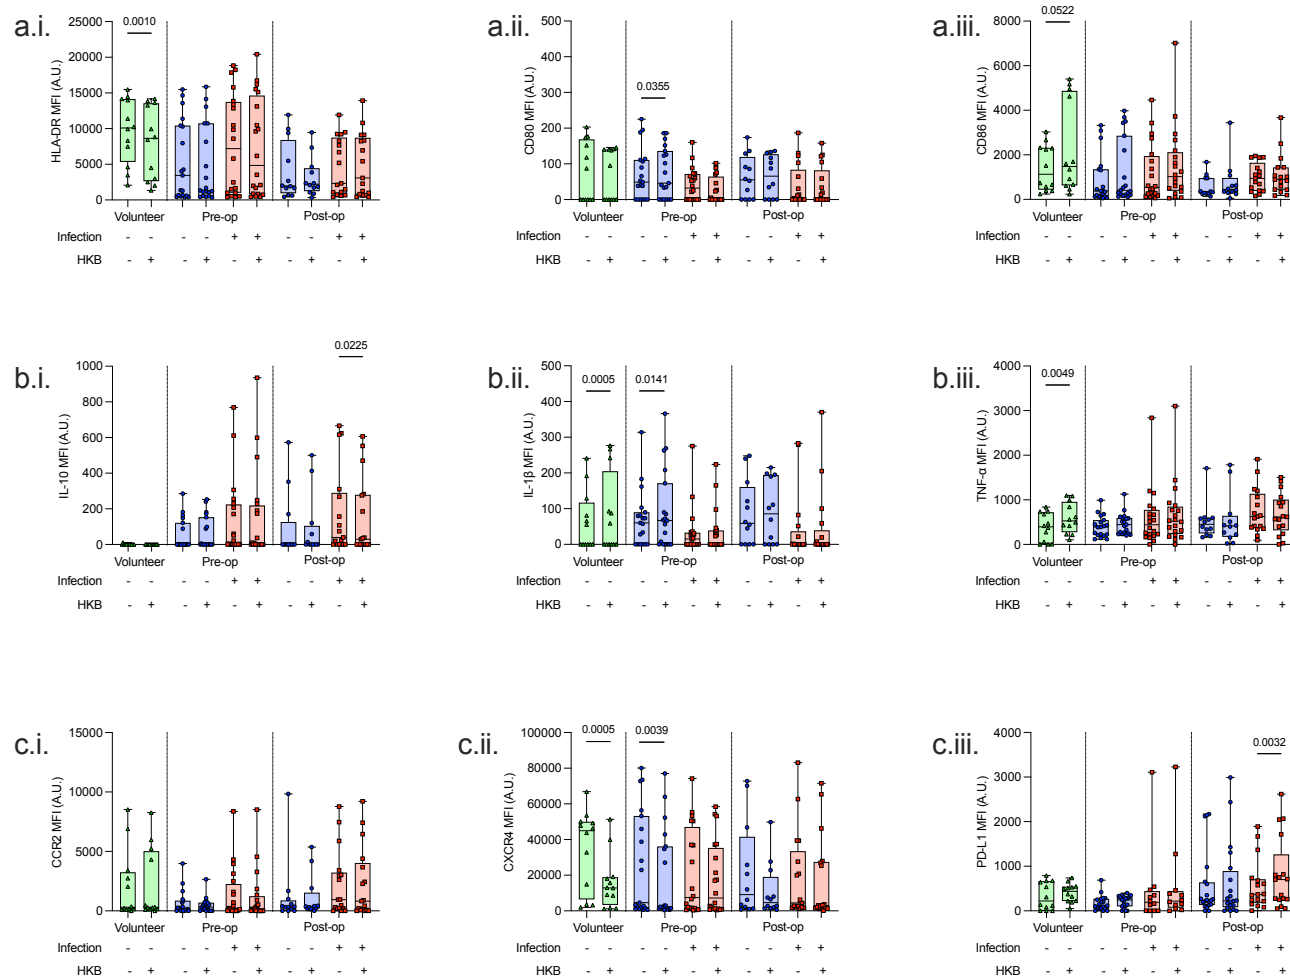 a.i.
HLA-DR MFI (A.U.)
25000
20000
15000
10000
5000
0
0.0010
Volunteer Pre-op Post-op
Infection - - - - + + - - + +
HKB - + - + - + - + - +
a.ii.
CD80 MFI (A.U.)
500
400
300
200
100
0
0.0355
Volunteer Pre-op Post-op
- - - - + + - - + +
- + - + - + - + - +
a.iii.
CD86 MFI (A.U.)
8000
6000
4000
2000
0
0.0522
Volunteer Pre-op Post-op
Infection - - - - + + - - + +
HKB - + - + - + - + - +
b.i.
IL-10 MFI (A.U.)
1000
800
600
400
200
0
0.0225
Volunteer Pre-op Post-op
Infection - - - - + + - - + +
HKB - + - + - + - + - +
b.ii.
IL-1β MFI (A.U.)
500
400
300
200
100
0
0.0005 0.0141
Volunteer Pre-op Post-op
Infection - - - - + + - - + +
HKB - + - + - + - + - +
b.iii.
TNF-α MFI (A.U.)
4000
3000
2000
1000
0
0.0049
Volunteer Pre-op Post-op
Infection - - - - + + - - + +
HKB - + - + - + - + - +
c.i.
CCR2 MFI (A.U.)
15000
10000
5000
0
Volunteer Pre-op Post-op
Infection - - - - + + - - + +
HKB - + - + - + - + - +
c.ii.
CXCR4 MFI (A.U.)
100000
80000
60000
40000
20000
0
0.0005 0.0039
Volunteer Pre-op Post-op
Infection - - - - + + - - + +
HKB - + - + - + - + - +
c.iii.
PD-L1 MFI (A.U.)
4000
3000
2000
1000
0
0.0032
Volunteer Pre-op Post-op
Infection - - - - + + - - + +
HKB - + - + - + - + - +